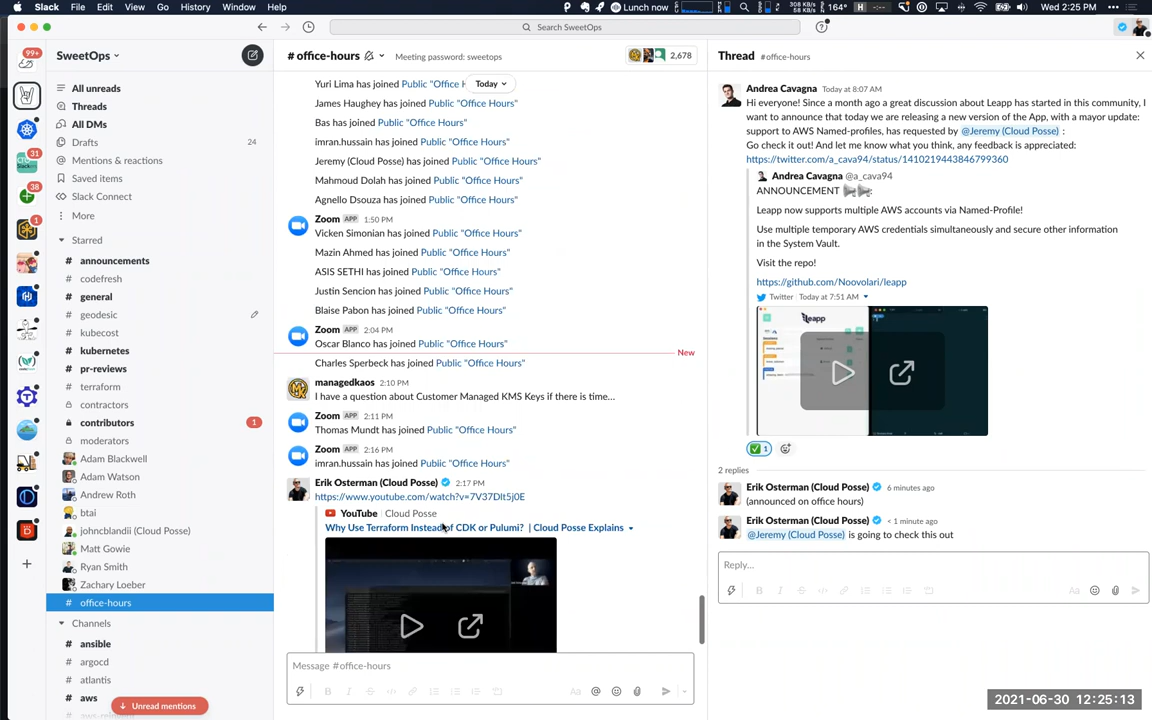 Slack File Edit View Go History Window Help
Lunch now
308 KB/s
58 KB/s
164°
Wed 2:25 PM
Search SweetOps
99+
SweetOps
# office-hours
Meeting password: sweetops
2,678
Thread #office-hours
31
38
1
All unreads
Threads
All DMs
Drafts 24
Mentions & reactions
Saved items
Slack Connect
More
Starred
# announcements
codefresh
# general
# geodesic
# kubecost
# kubernetes
# pr-reviews
# terraform
contractors
contributors 1
moderators
Adam Blackwell
Adam Watson
Andrew Roth
btai
johncblandii (Cloud Posse)
Matt Gowie
Ryan Smith
Zachary Loeber
# office-hours
Channels
# ansible
# argocd
# atlantis
# aws
Unread mentions
Today
Yuri Lima has joined Public "Office H
James Haughey has joined Public "Office Hours"
Bas has joined Public "Office Hours"
imran.hussain has joined Public "Office Hours"
Jeremy (Cloud Posse) has joined Public "Office Hours"
Mahmoud Dolah has joined Public "Office Hours"
Agnello Dsouza has joined Public "Office Hours"
Zoom APP 1:50 PM
Vicken Simonian has joined Public "Office Hours"
Mazin Ahmed has joined Public "Office Hours"
ASIS SETHI has joined Public "Office Hours"
Justin Sencion has joined Public "Office Hours"
Blaise Pabon has joined Public "Office Hours"
Zoom APP 2:04 PM
Oscar Blanco has joined Public "Office Hours"
New
Charles Sperbeck has joined Public "Office Hours"
managedkaos 2:10 PM
I have a question about Customer Managed KMS Keys if there is time...
Zoom APP 2:11 PM
Thomas Mundt has joined Public "Office Hours"
Zoom APP 2:16 PM
imran.hussain has joined Public "Office Hours"
Erik Osterman (Cloud Posse) 2:17 PM
https://www.youtube.com/watch?v=7V37Dlt5j0E
YouTube Cloud Posse
Why Use Terraform Instead of CDK or Pulumi? | Cloud Posse Explains
Message #office-hours
Andrea Cavagna Today at 8:07 AM
Hi everyone! Since a month ago a great discussion about Leapp has started in this community, I
want to announce that today we are releasing a new version of the App, with a mayor update:
support to AWS Named-profiles, has requested by @Jeremy (Cloud Posse) :
Go check it out! And let me know what you think, any feedback is appreciated:
https://twitter.com/a_cava94/status/1410219443846799360
Andrea Cavagna @a_cava94
ANNOUNCEMENT :
Leapp now supports multiple AWS accounts via Named-Profile!
Use multiple temporary AWS credentials simultaneously and secure other information
in the System Vault.
Visit the repo!
https://github.com/Noovolari/leapp
Twitter Today at 7:51 AM
leapp
1
2 replies
Erik Osterman (Cloud Posse) 6 minutes ago
(announced on office hours)
Erik Osterman (Cloud Posse) < 1 minute ago
@Jeremy (Cloud Posse) is going to check this out
Reply...
2021-06-30 12:25:13